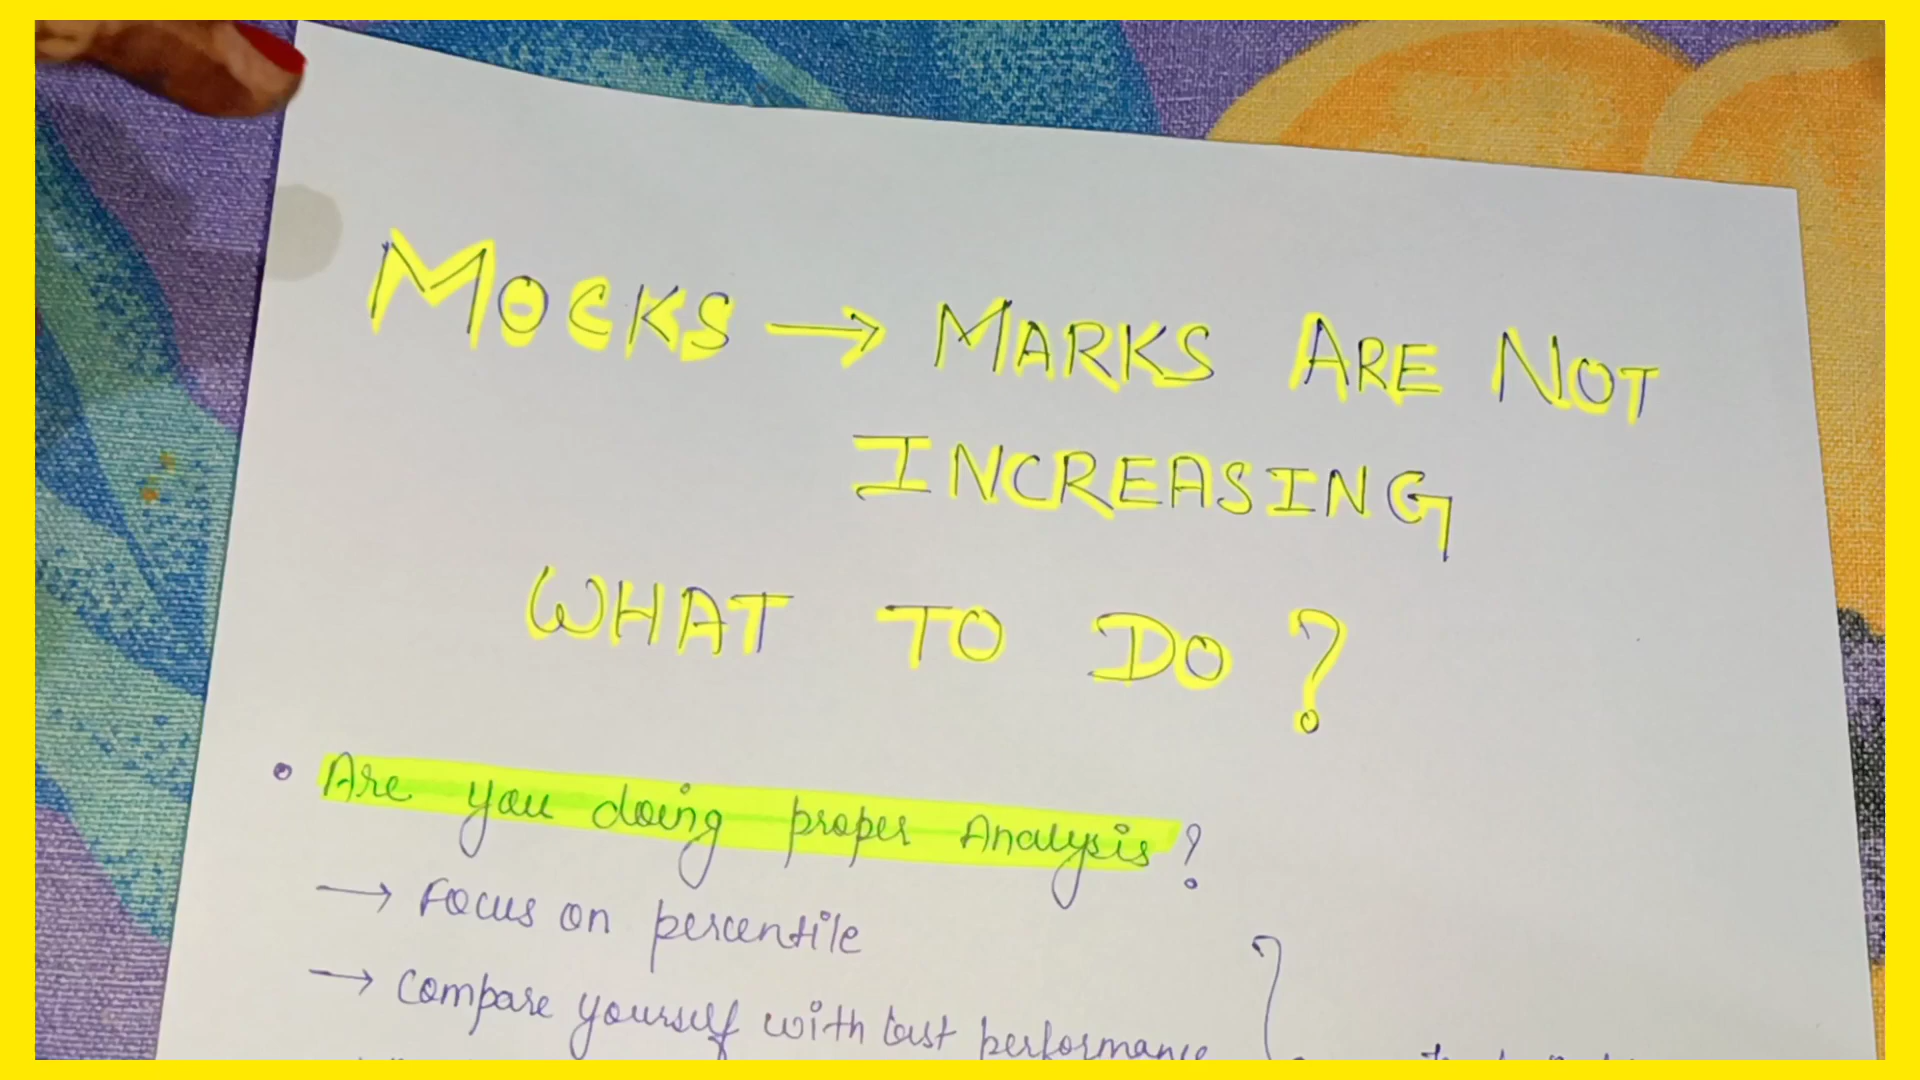 MOCKS → MARKS ARE NOT
INCREASING
WHAT TO DO?
• Are you doing proper Analysis?
→ Focus on percentile
→ compare yourself with last performance